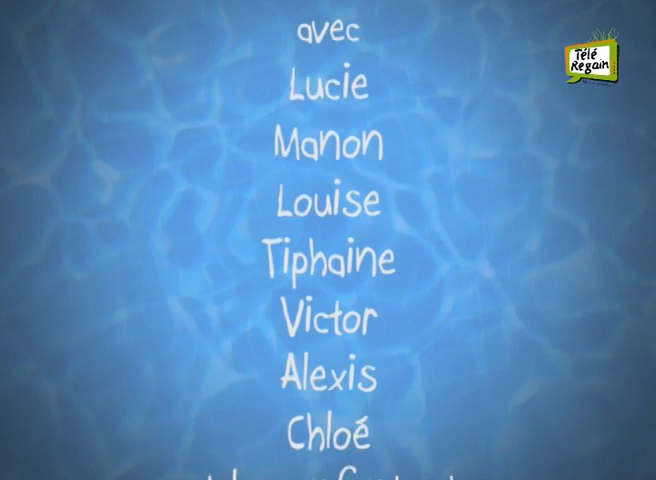 avec
Lucie
Manon
Louise
Tiphaine
Victor
Alexis
Chloé
Télé
Regain